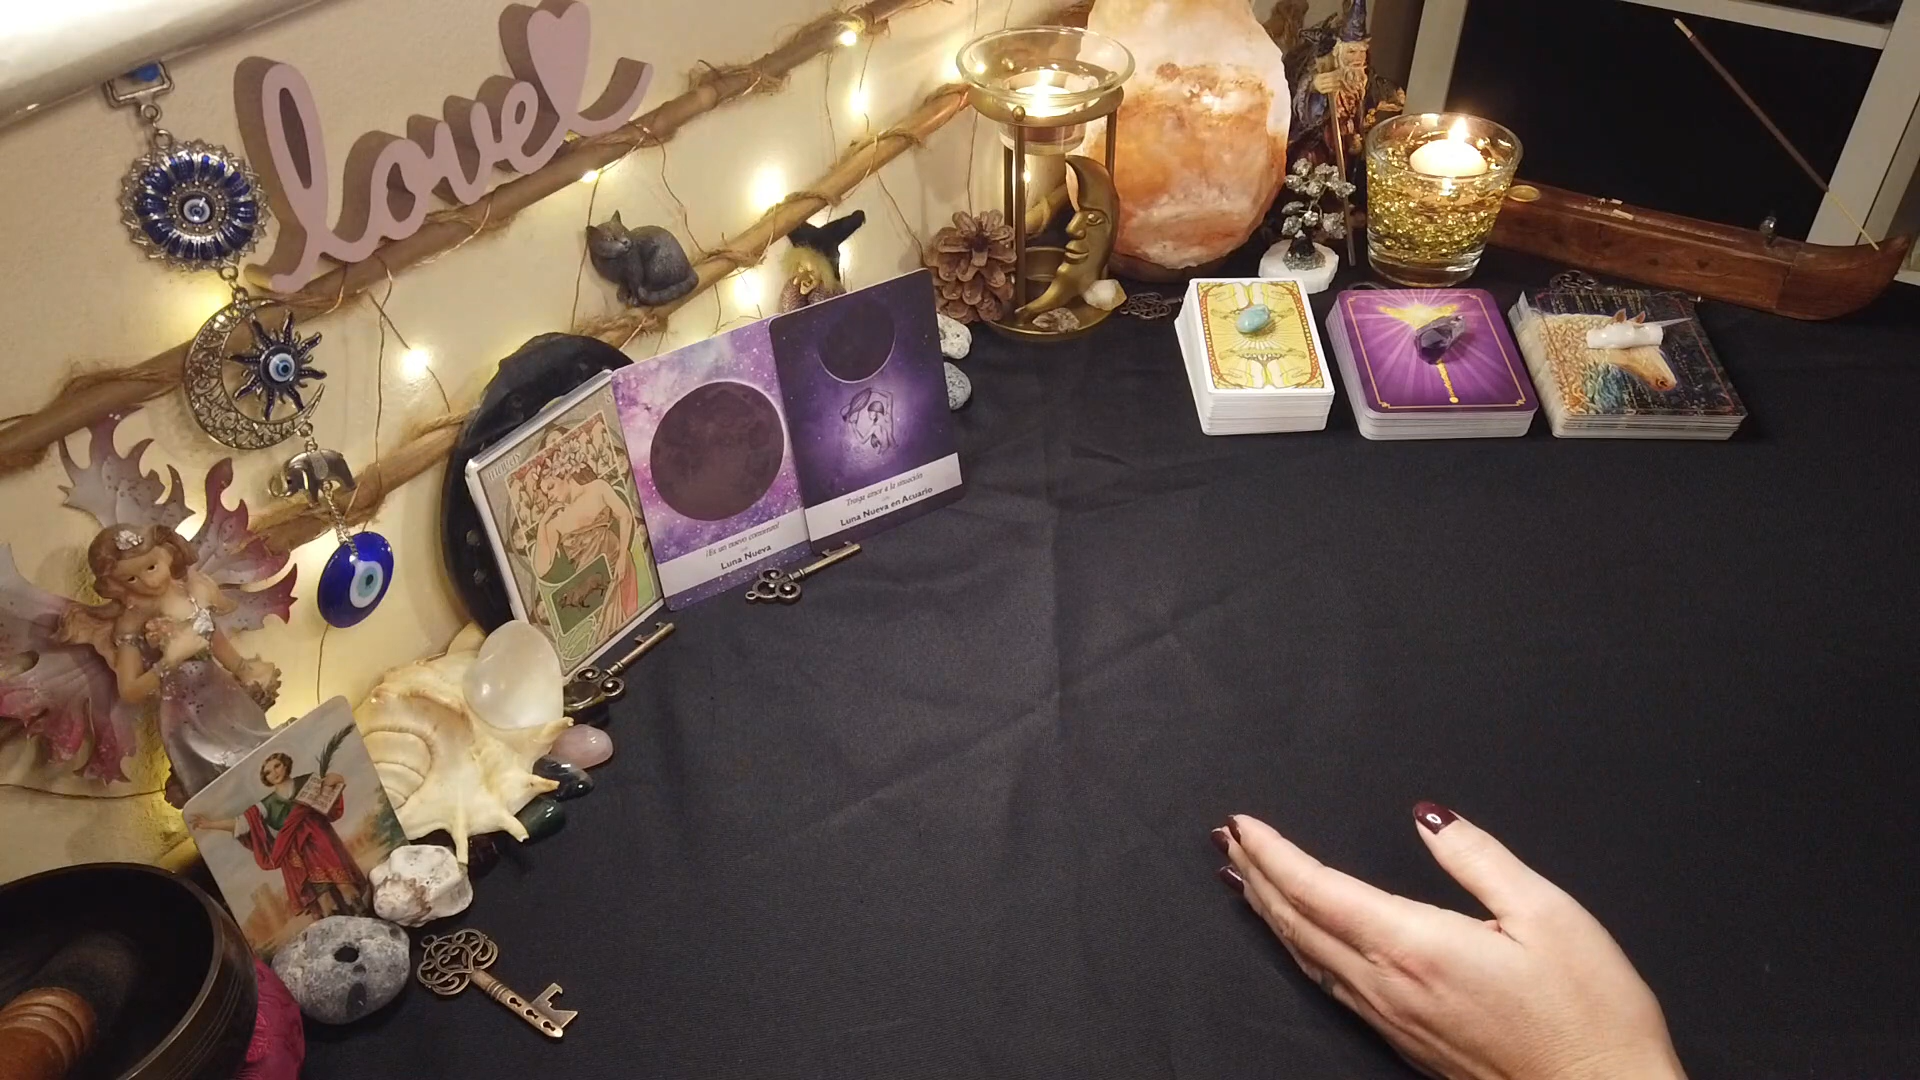 love
¡Es un nuevo comienzo!
Luna Nueva
Traiga amor a la situación
Luna Nueva en Acuario